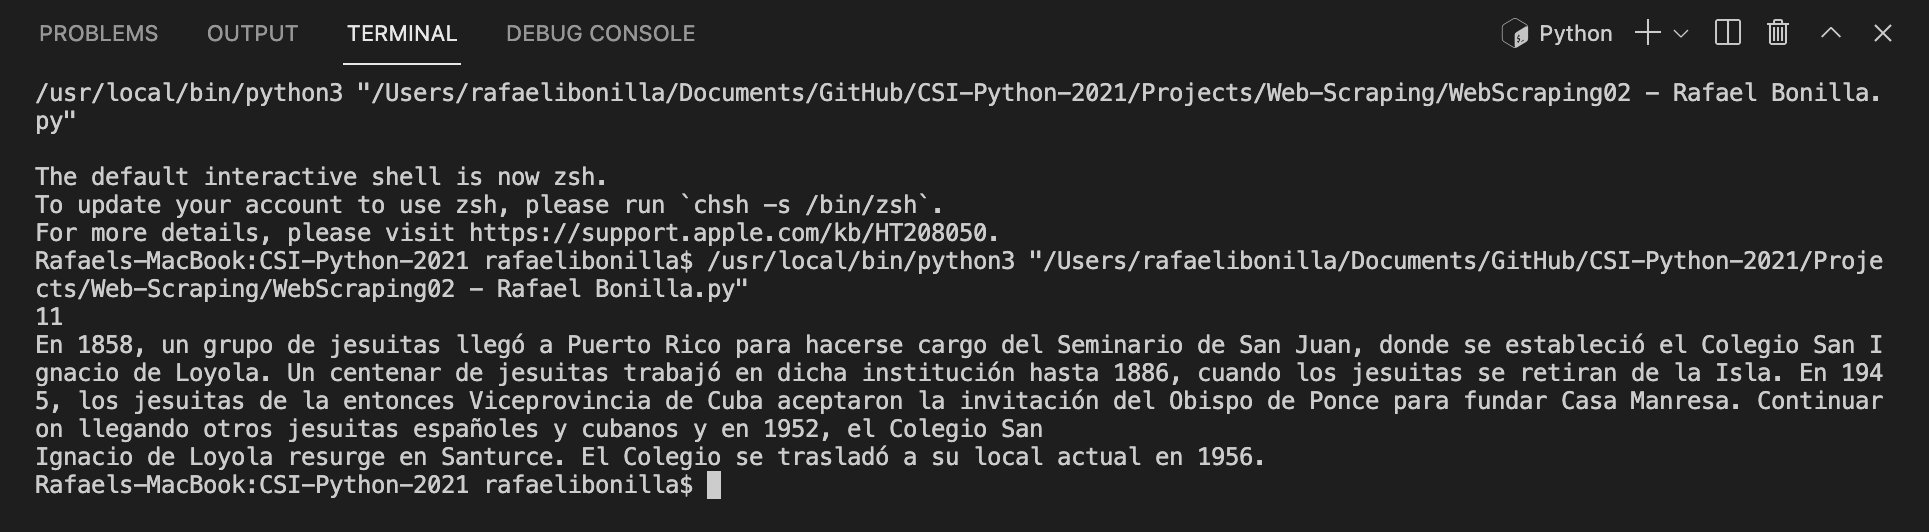 PROBLEMS OUTPUT TERMINAL DEBUG CONSOLE Python
/usr/local/bin/python3 "/Users/rafaelibonilla/Documents/GitHub/CSI-Python-2021/Projects/Web-Scraping/WebScraping02 - Rafael Bonilla.
py"
The default interactive shell is now zsh.
To update your account to use zsh, please run `chsh -s /bin/zsh`.
For more details, please visit https://support.apple.com/kb/HT208050.
Rafaels-MacBook:CSI-Python-2021 rafaelibonilla$ /usr/local/bin/python3 "/Users/rafaelibonilla/Documents/GitHub/CSI-Python-2021/Proje
cts/Web-Scraping/WebScraping02 - Rafael Bonilla.py"
11
En 1858, un grupo de jesuitas llegó a Puerto Rico para hacerse cargo del Seminario de San Juan, donde se estableció el Colegio San I
gnacio de Loyola. Un centenar de jesuitas trabajó en dicha institución hasta 1886, cuando los jesuitas se retiran de la Isla. En 194
5, los jesuitas de la entonces Viceprovincia de Cuba aceptaron la invitación del Obispo de Ponce para fundar Casa Manresa. Continuar
on llegando otros jesuitas españoles y cubanos y en 1952, el Colegio San
Ignacio de Loyola resurge en Santurce. El Colegio se trasladó a su local actual en 1956.
Rafaels-MacBook:CSI-Python-2021 rafaelibonilla$